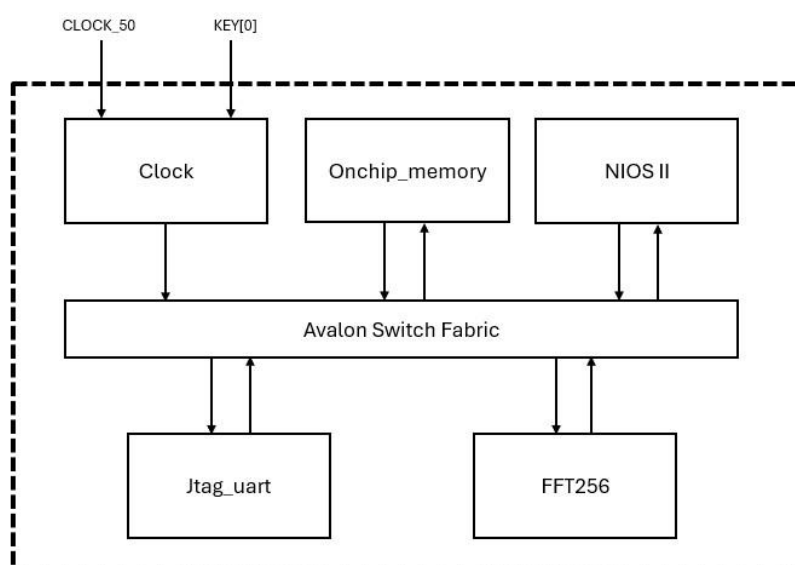 CLOCK_50
KEY[0]
Clock
Onchip_memory
NIOS II
Avalon Switch Fabric
Jtag_uart
FFT256